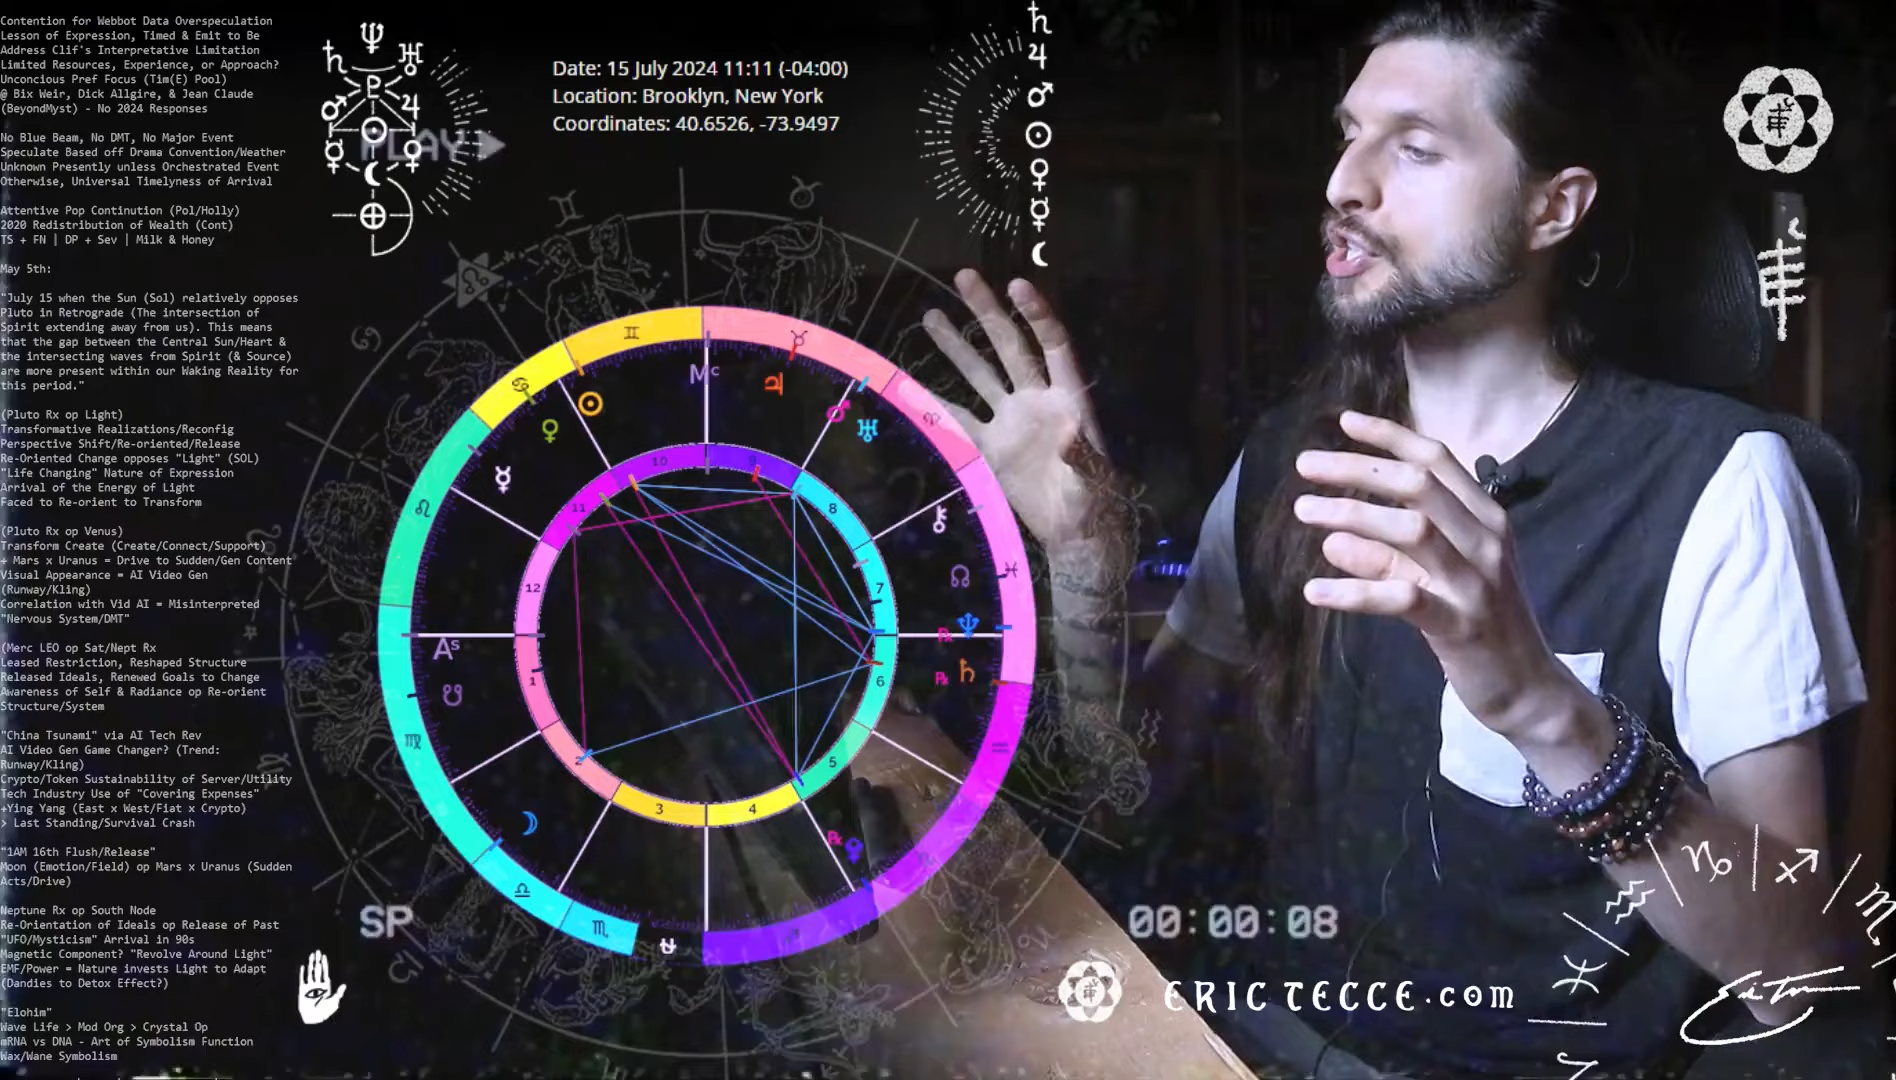 Contention for Webbot Data Overspeculation
Lesson of Expression, Timed & Emit to Be
Address Clif's Interpretative Limitation
Limited Resources, Experience, or Approach?
Unconcious Pref Focus (Tim(E) Pool)
@ Bix Weir, Dick Allgire, & Jean Claude
(BeyondMyst) - No 2024 Responses
No Blue Beam, No DMT, No Major Event
Speculate Based off Drama Convention/Weather
Unknown Presently unless Orchestrated Event
Otherwise, Universal Timelyness of Arrival
Attentive Pop Continution (Pol/Holly)
2020 Redistribution of Wealth (Cont)
TS + FN | DP + Sev | Milk & Honey
May 5th:
"July 15 when the Sun (Sol) relatively opposes
Pluto in Retrograde (The intersection of
Spirit extending away from us). This means
that the gap between the Central Sun/Heart &
the intersecting waves from Spirit (& Source)
are more present within our Waking Reality for
this period."
(Pluto Rx op Light)
Transformative Realizations/Reconfig
Perspective Shift/Re-oriented/Release
Re-Oriented Change opposes "Light" (SOL)
"Life Changing" Nature of Expression
Arrival of the Energy of Light
Faced to Re-orient to Transform
(Pluto Rx op Venus)
Transform Create (Create/Connect/Support)
+ Mars x Uranus = Drive to Sudden/Gen Content
Visual Appearance = AI Video Gen
(Runway/Kling)
Correlation with Vid AI = Misinterpreted
"Nervous System/DMT"
(Merc LEO op Sat/Nept Rx
Leased Restriction, Reshaped Structure
Released Ideals, Renewed Goals to Change
Awareness of Self & Radiance op Re-orient
Structure/System
"China Tsunami" via AI Tech Rev
AI Video Gen Game Changer? (Trend:
Runway/Kling)
Crypto/Token Sustainability of Server/Utility
Tech Industry Use of "Covering Expenses"
+Ying Yang (East x West/Fiat x Crypto)
> Last Standing/Survival Crash
"1AM 16th Flush/Release"
Moon (Emotion/Field) op Mars x Uranus (Sudden
Acts/Drive)
Neptune Rx op South Node
Re-Orientation of Ideals op Release of Past
"UFO/Mysticism" Arrival in 90s
Magnetic Component? "Revolve Around Light"
EMF/Power = Nature invests Light to Adapt
(Dandies to Detox Effect?)
"Elohim"
Wave Life > Mod Org > Crystal Op
mRNA vs DNA - Art of Symbolism Function
Wax/Wane Symbolism
PLAY
Date: 15 July 2024 11:11 (-04:00)
Location: Brooklyn, New York
Coordinates: 40.6526, -73.9497
Mc
As
10
9
11
8
12
7
1
6
2
5
3
4
SP
00:00:08
ERIC TECCE.com